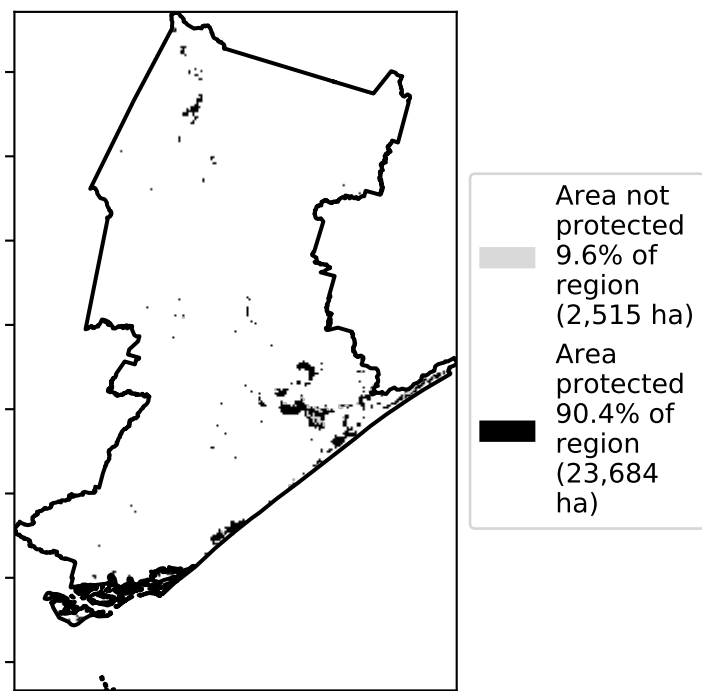 Area not
protected
9.6% of
region
(2,515 ha)
Area
protected
90.4% of
region
(23,684
ha)